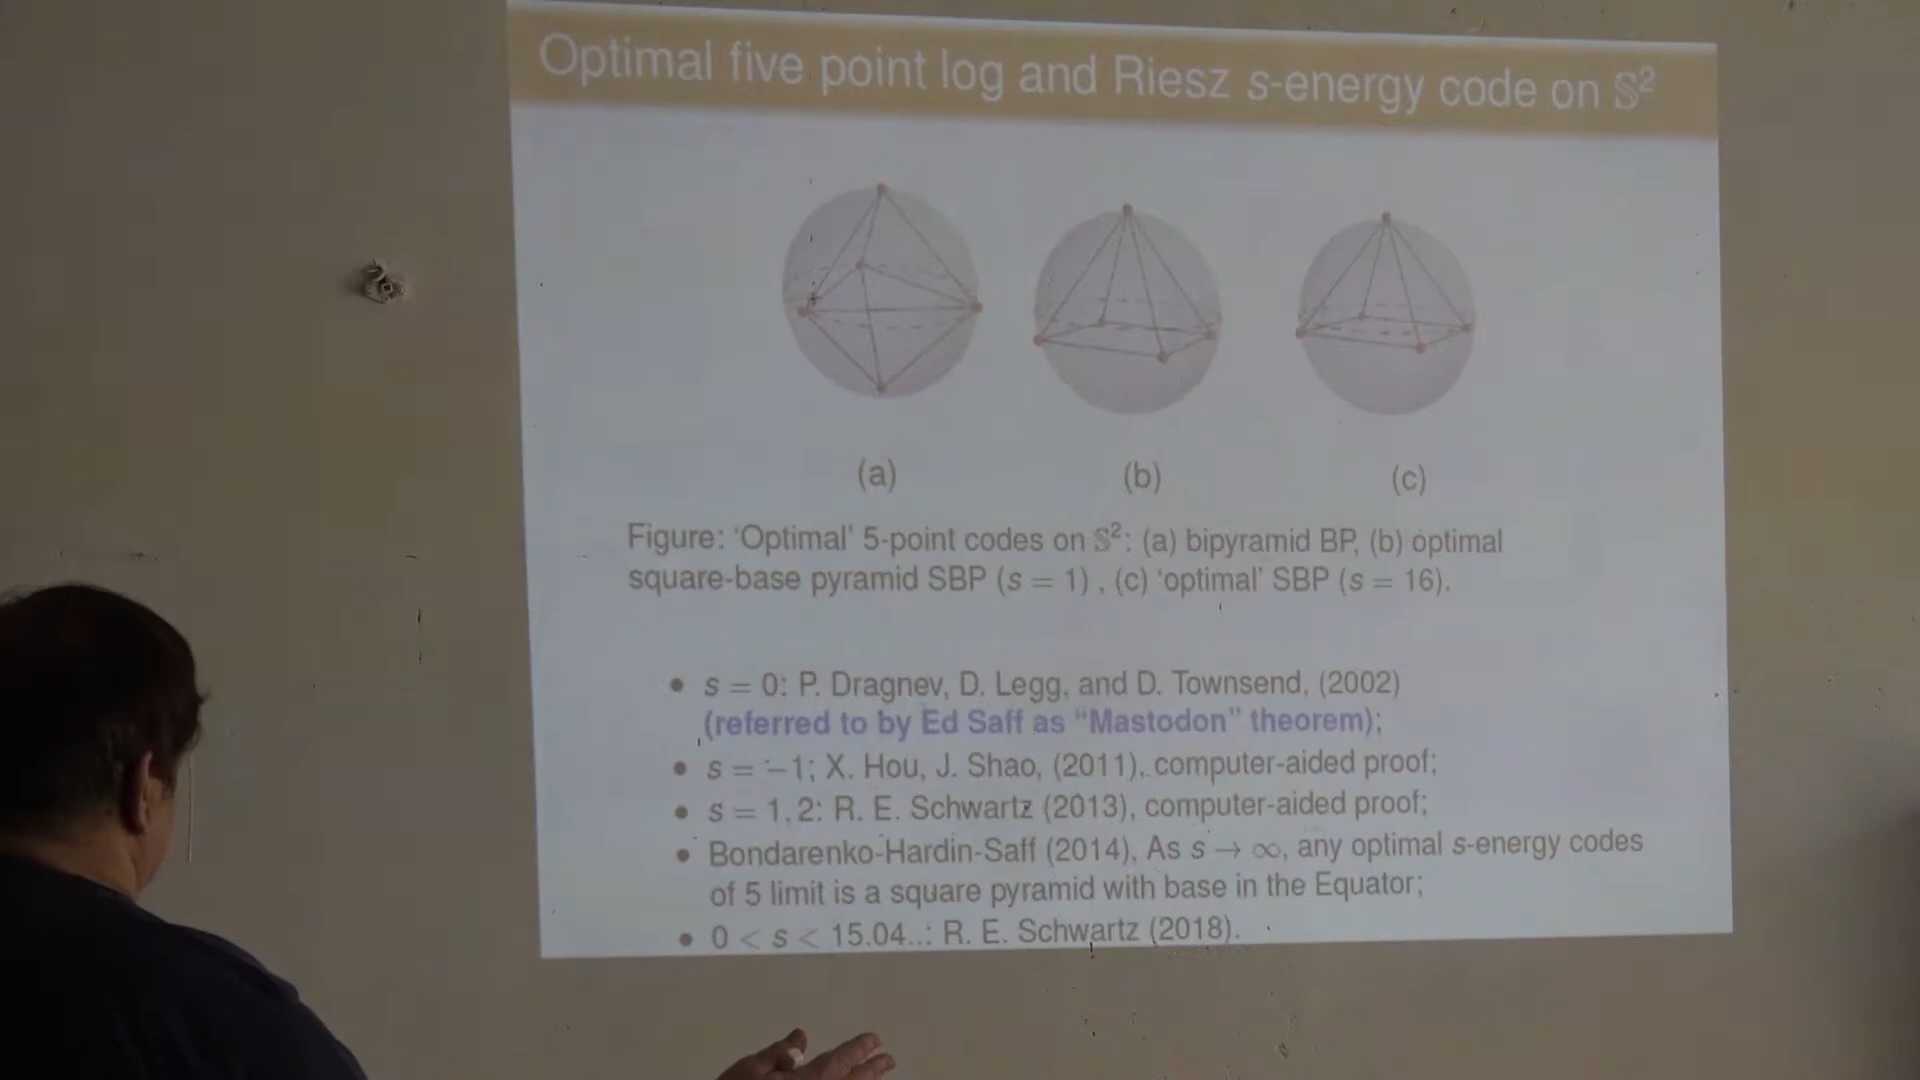 Optimal five point log and Riesz s-energy code on 𝕊²
(a) (b) (c)
Figure: ‘Optimal’ 5-point codes on 𝕊²: (a) bipyramid BP, (b) optimal
square-base pyramid SBP (s = 1) , (c) ‘optimal’ SBP (s = 16).
• s = 0: P. Dragnev, D. Legg, and D. Townsend, (2002)
(referred to by Ed Saff as “Mastodon” theorem);
• s = −1; X. Hou, J. Shao, (2011), computer-aided proof;
• s = 1, 2: R. E. Schwartz (2013), computer-aided proof;
• Bondarenko-Hardin-Saff (2014), As s → ∞, any optimal s-energy codes
of 5 limit is a square pyramid with base in the Equator;
• 0 < s < 15.04..: R. E. Schwartz (2018).